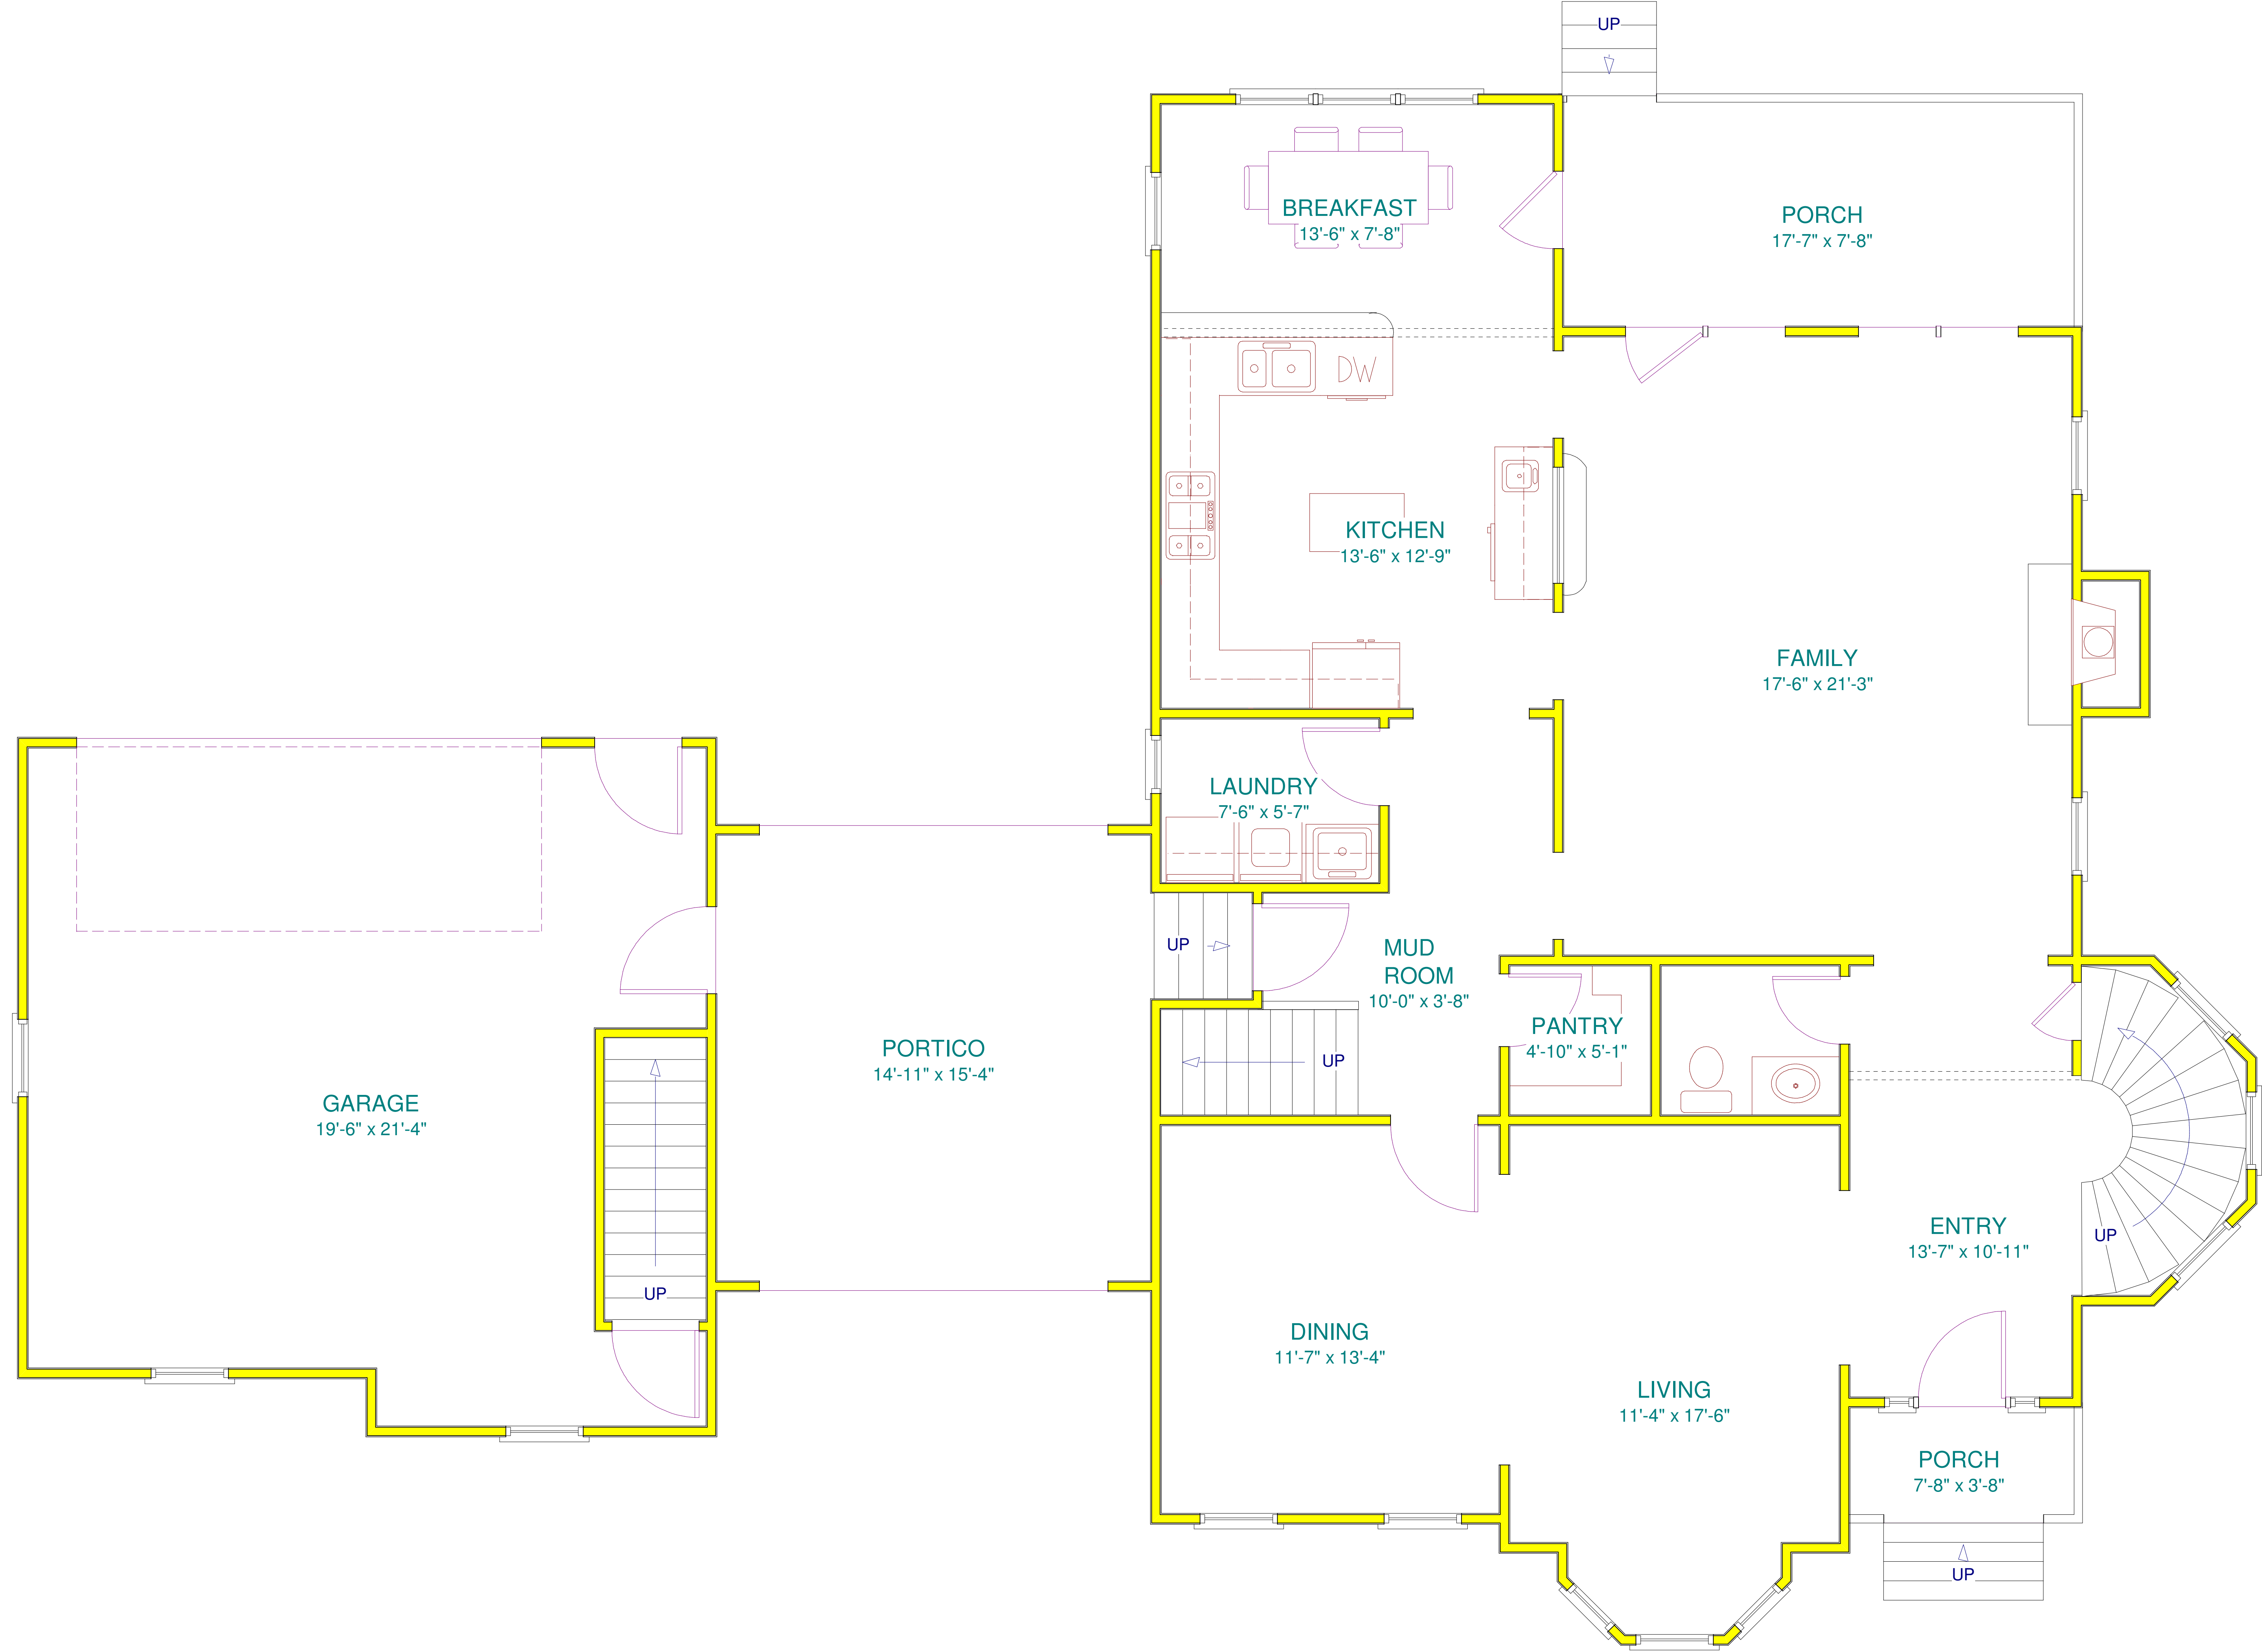 UP
BREAKFAST
13'-6" x 7'-8"
PORCH
17'-7" x 7'-8"
DW
KITCHEN
13'-6" x 12'-9"
FAMILY
17'-6" x 21'-3"
LAUNDRY
7'-6" x 5'-7"
UP
MUD
ROOM
10'-0" x 3'-8"
PANTRY
4'-10" x 5'-1"
UP
PORTICO
14'-11" x 15'-4"
GARAGE
19'-6" x 21'-4"
UP
ENTRY
13'-7" x 10'-11"
UP
DINING
11'-7" x 13'-4"
LIVING
11'-4" x 17'-6"
PORCH
7'-8" x 3'-8"
UP